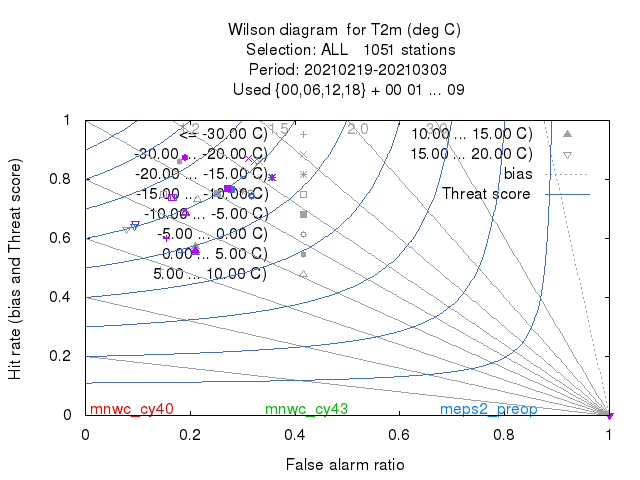 Wilson diagram for T2m (deg C)
Selection: ALL 1051 stations
Period: 20210219-20210303
Used {00,06,12,18} + 00 01 ... 09
Hit rate (bias and Threat score)
1
0.8
0.6
0.4
0.2
0
1.2
1.5
2.0
3.0
<= -30.00 C)
-30.00 ... -20.00 C)
-20.00 ... -15.00 C)
-15.00 ... -10.00 C)
-10.00 ... -5.00 C)
-5.00 ... 0.00 C)
0.00 ... 5.00 C)
5.00 ... 10.00 C)
10.00 ... 15.00 C)
15.00 ... 20.00 C)
bias
Threat score
mnwc_cy40
mnwc_cy43
meps2_preop
0
0.2
0.4
0.6
0.8
1
False alarm ratio